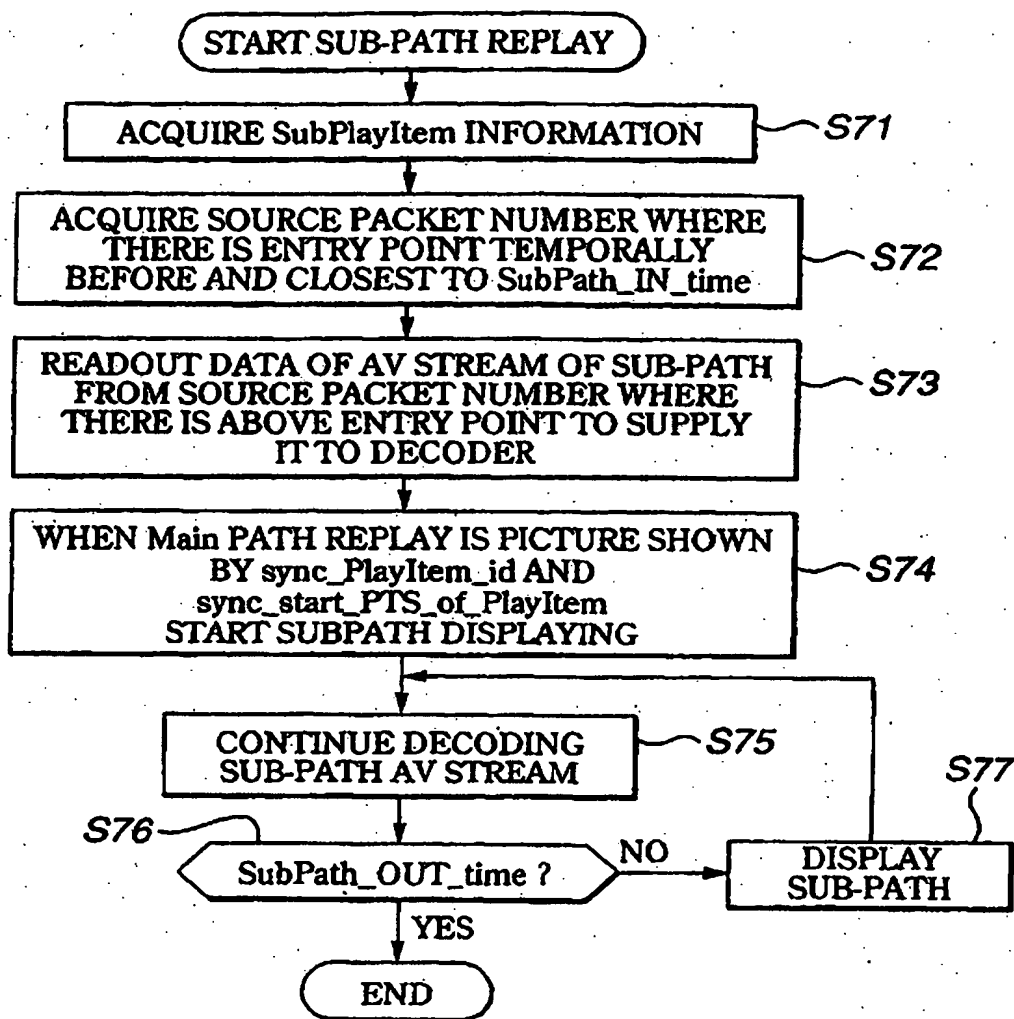 START SUB-PATH REPLAY
ACQUIRE SubPlayItem INFORMATION
S71
ACQUIRE SOURCE PACKET NUMBER WHERE
THERE IS ENTRY POINT TEMPORALLY
BEFORE AND CLOSEST TO SubPath_IN_time
S72
READOUT DATA OF AV STREAM OF SUB-PATH
FROM SOURCE PACKET NUMBER WHERE
THERE IS ABOVE ENTRY POINT TO SUPPLY
IT TO DECODER
S73
WHEN Main PATH REPLAY IS PICTURE SHOWN
BY sync_PlayItem_id AND
sync_start_PTS_of_PlayItem
START SUBPATH DISPLAYING
S74
CONTINUE DECODING
SUB-PATH AV STREAM
S75
S76
SubPath_OUT_time ?
NO
S77
DISPLAY
SUB-PATH
YES
END